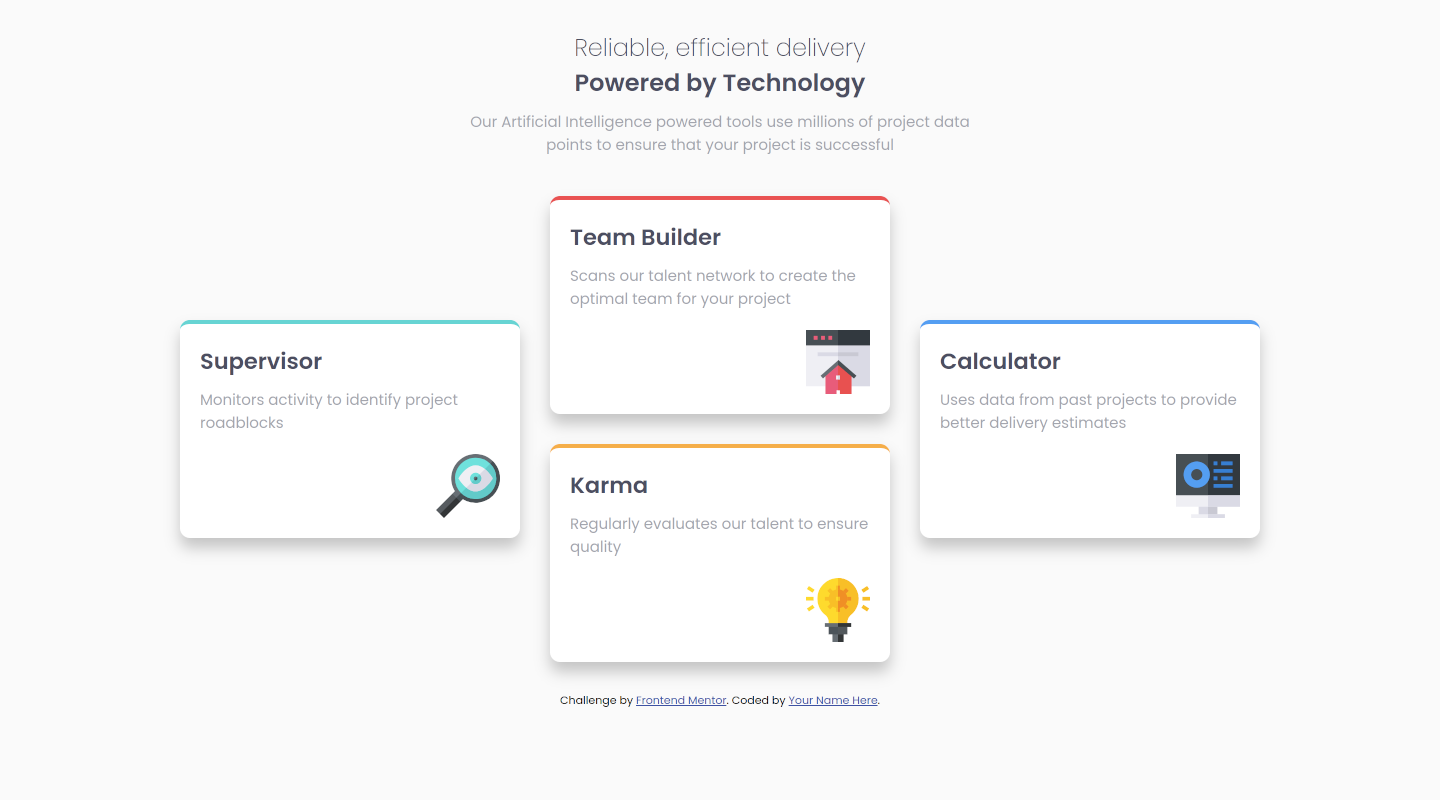 Reliable, efficient delivery
Powered by Technology
Our Artificial Intelligence powered tools use millions of project data
points to ensure that your project is successful
Supervisor
Monitors activity to identify project
roadblocks
Team Builder
Scans our talent network to create the
optimal team for your project
Karma
Regularly evaluates our talent to ensure
quality
Calculator
Uses data from past projects to provide
better delivery estimates
Challenge by Frontend Mentor. Coded by Your Name Here.